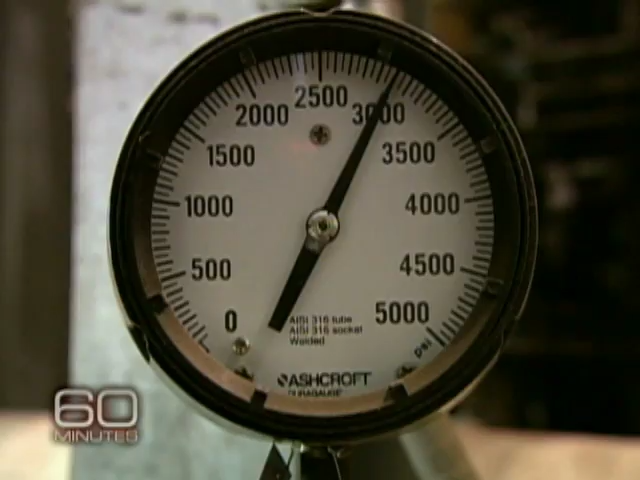 2500
2000
3000
1500
3500
1000
4000
500
4500
0
5000
AISI 316 tube
AISI 316 socket
Welded
psi
ASHCROFT
DURAGAUGE
60
MINUTES